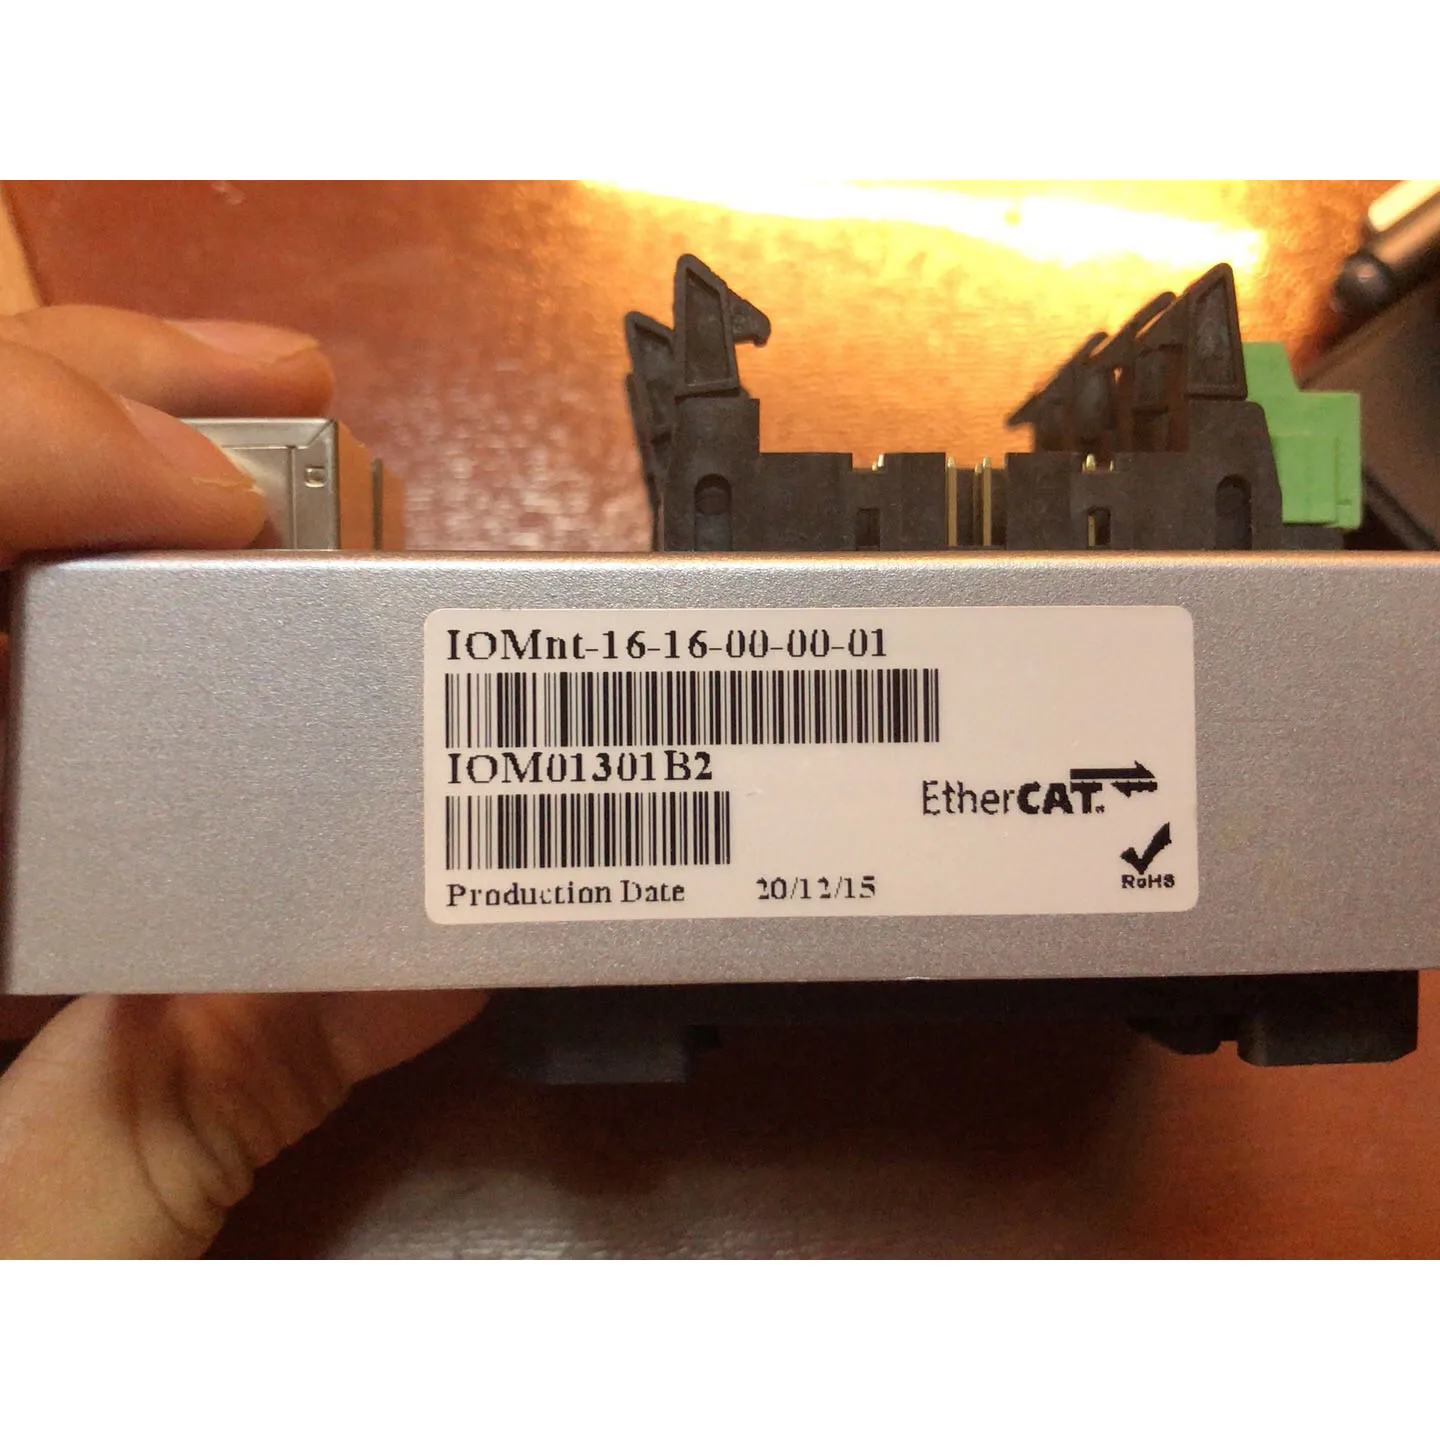 IOMnt-16-16-00-00-01
IOM01301B2
EtherCAT
Production Date 20/12/15
RoHS